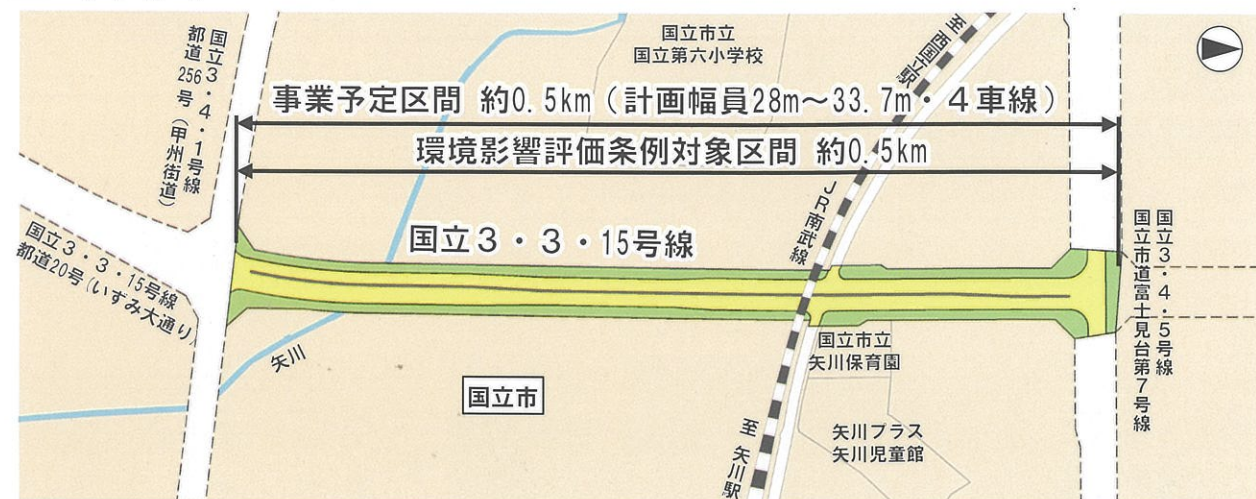 国立市立
国立第六小学校
至 西国立駅
国立3・4・1号線
都道256号(甲州街道)
事業予定区間 約0.5km(計画幅員28m～33.7m・4車線)
環境影響評価条例対象区間 約0.5km
JR南武線
国立3・3・15号線
国立3・3・15号線
都道20号(いずみ大通り)
国立3・4・5号線
国立市道富士見台第7号線
矢川
国立市立
矢川保育園
国立市
矢川プラス
矢川児童館
至 矢川駅